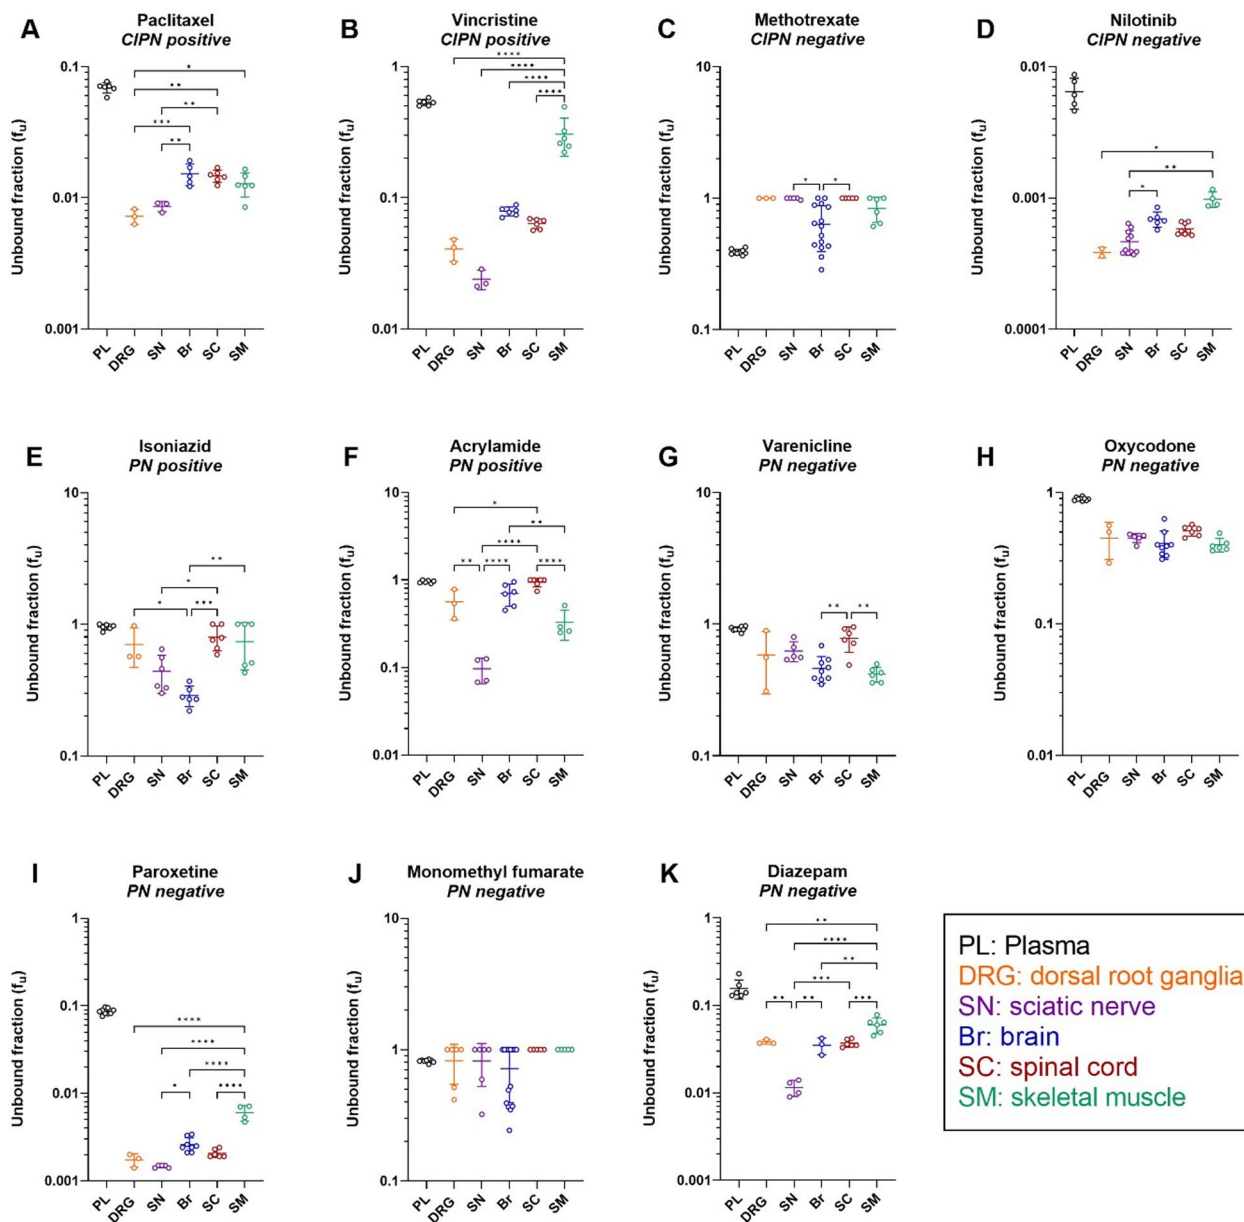 A
Paclitaxel
CIPN positive
Unbound fraction (fu)
0.1
0.01
0.001
*
**
**
***
**
PL
DRG
SN
Br
SC
SM
B
Vincristine
CIPN positive
Unbound fraction (fu)
1
0.1
0.01
****
****
****
****
PL
DRG
SN
Br
SC
SM
C
Methotrexate
CIPN negative
Unbound fraction (fu)
10
1
0.1
*
*
PL
DRG
SN
Br
SC
SM
D
Nilotinib
CIPN negative
Unbound fraction (fu)
0.01
0.001
0.0001
*
**
*
PL
DRG
SN
Br
SC
SM
E
Isoniazid
PN positive
Unbound fraction (fu)
10
1
0.1
**
*
*
***
PL
DRG
SN
Br
SC
SM
F
Acrylamide
PN positive
Unbound fraction (fu)
10
1
0.1
0.01
*
**
****
**
****
****
PL
DRG
SN
Br
SC
SM
G
Varenicline
PN negative
Unbound fraction (fu)
10
1
0.1
**
**
PL
DRG
SN
Br
SC
SM
H
Oxycodone
PN negative
Unbound fraction (fu)
1
0.1
0.01
PL
DRG
SN
Br
SC
SM
I
Paroxetine
PN negative
Unbound fraction (fu)
1
0.1
0.01
0.001
****
****
****
*
****
PL
DRG
SN
Br
SC
SM
J
Monomethyl fumarate
PN negative
Unbound fraction (fu)
10
1
0.1
PL
DRG
SN
Br
SC
SM
K
Diazepam
PN negative
Unbound fraction (fu)
1
0.1
0.01
0.001
**
****
**
***
**
**
***
PL
DRG
SN
Br
SC
SM
PL: Plasma
DRG: dorsal root ganglia
SN: sciatic nerve
Br: brain
SC: spinal cord
SM: skeletal muscle